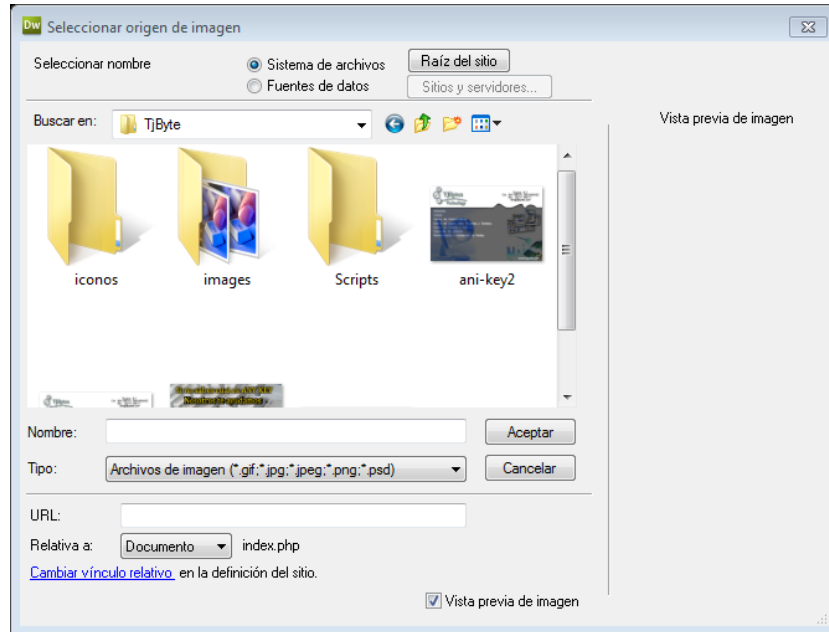 Dw Seleccionar origen de imagen
Seleccionar nombre
Sistema de archivos
Raíz del sitio
Fuentes de datos
Sitios y servidores...
Buscar en:
TjByte
Vista previa de imagen
iconos
images
Scripts
ani-key2
Nombre:
Aceptar
Tipo:
Archivos de imagen (*.gif;*.jpg;*.jpeg;*.png;*.psd)
Cancelar
URL:
Relativa a:
Documento
index.php
Cambiar vínculo relativo en la definición del sitio.
Vista previa de imagen